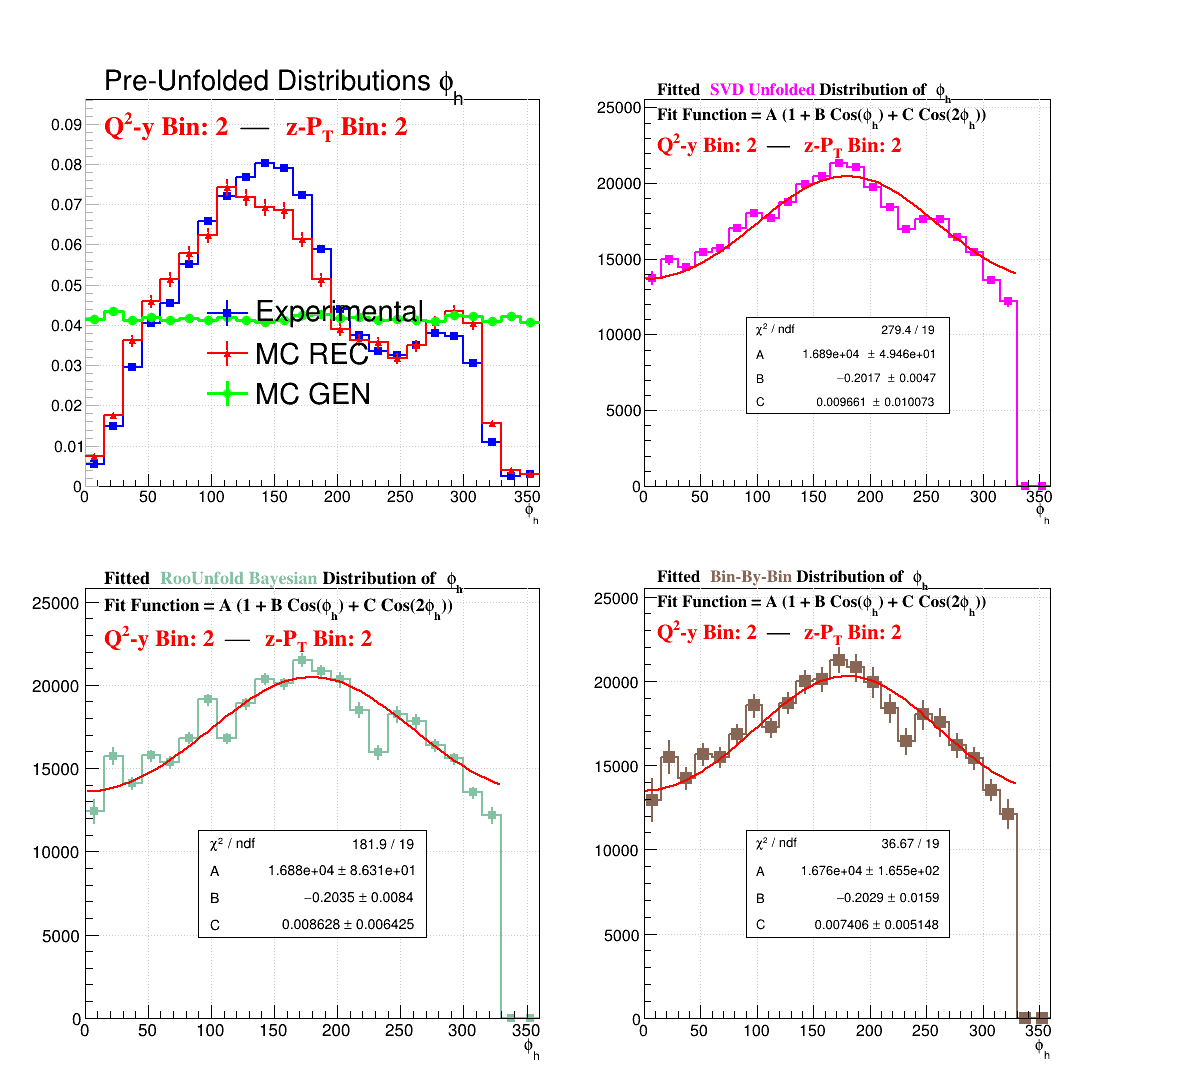 Pre-Unfolded Distributions ϕh
Q²-y Bin: 2 — z-PT Bin: 2
0.09
0.08
0.07
0.06
0.05
0.04
0.03
0.02
0.01
0
Experimental
MC REC
MC GEN
0 50 100 150 200 250 300
ϕh
Fitted SVD Unfolded Distribution of ϕh
Fit Function = A (1 + B Cos(ϕh) + C Cos(2ϕh))
Q²-y Bin: 2 — z-PT Bin: 2
25000
20000
15000
10000
5000
0
χ² / ndf 279.4 / 19
A 1.689e+04 ± 4.946e+01
B −0.2017 ± 0.0047
C 0.009661 ± 0.010073
0 50 100 150 200 250 300 350
ϕh
Fitted RooUnfold Bayesian Distribution of ϕh
Fit Function = A (1 + B Cos(ϕh) + C Cos(2ϕh))
Q²-y Bin: 2 — z-PT Bin: 2
25000
20000
15000
10000
5000
0
χ² / ndf 181.9 / 19
A 1.688e+04 ± 8.631e+01
B −0.2035 ± 0.0084
C 0.008628 ± 0.006425
0 50 100 150 200 250 300
ϕh
Fitted Bin-By-Bin Distribution of ϕh
Fit Function = A (1 + B Cos(ϕh) + C Cos(2ϕh))
Q²-y Bin: 2 — z-PT Bin: 2
25000
20000
15000
10000
5000
0
χ² / ndf 36.67 / 19
A 1.676e+04 ± 1.655e+02
B −0.2029 ± 0.0159
C 0.007406 ± 0.005148
0 50 100 150 200 250 300 350
ϕh